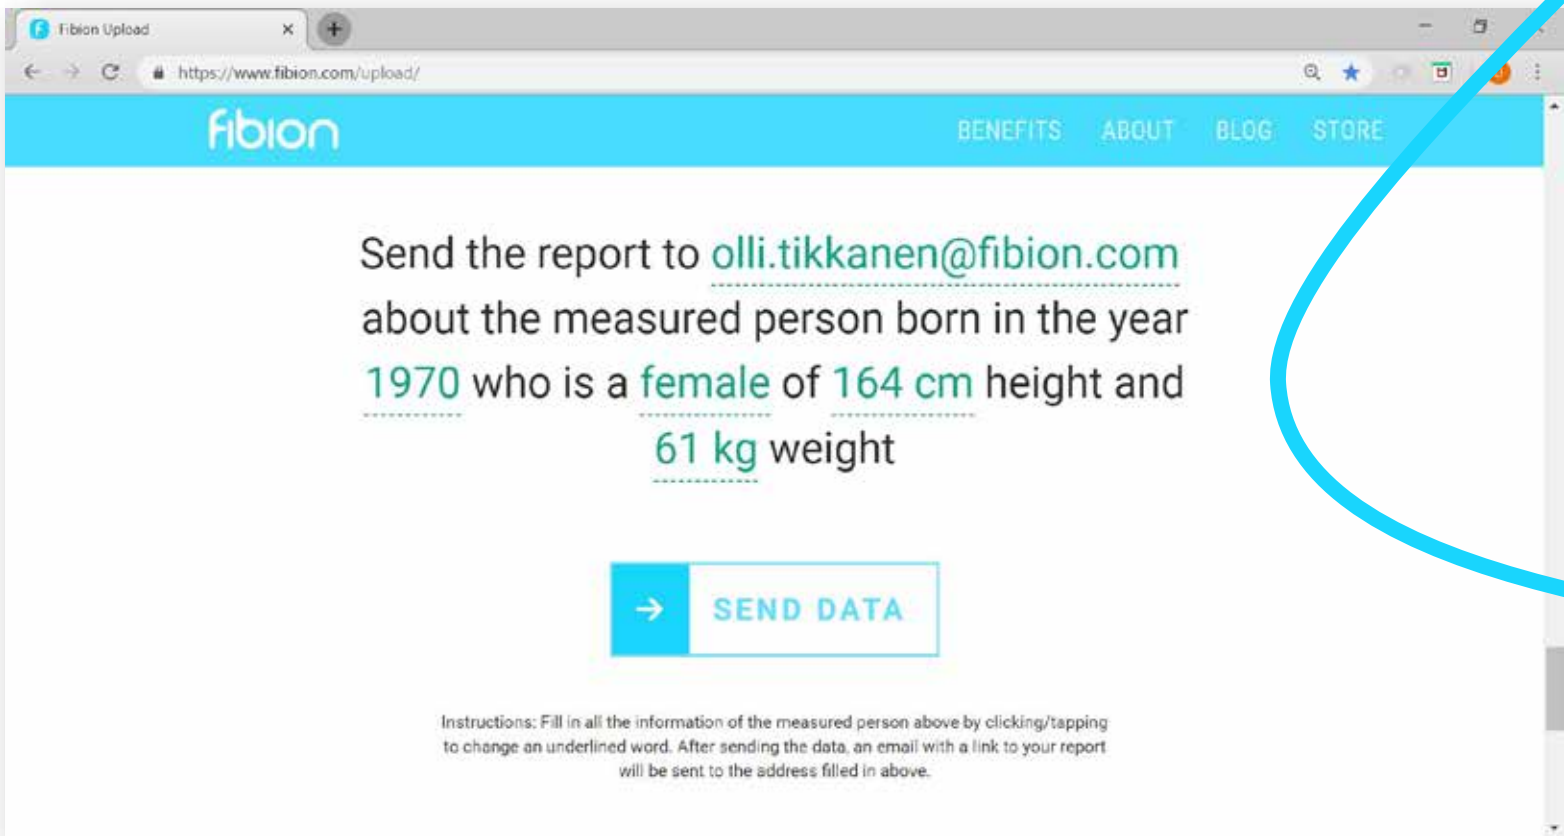 Fibion Upload
https://www.fibion.com/upload/
fibion
BENEFITS ABOUT BLOG STORE
Send the report to olli.tikkanen@fibion.com
about the measured person born in the year
1970 who is a female of 164 cm height and
61 kg weight
SEND DATA
Instructions: Fill in all the information of the measured person above by clicking/tapping
to change an underlined word. After sending the data, an email with a link to your report
will be sent to the address filled in above.